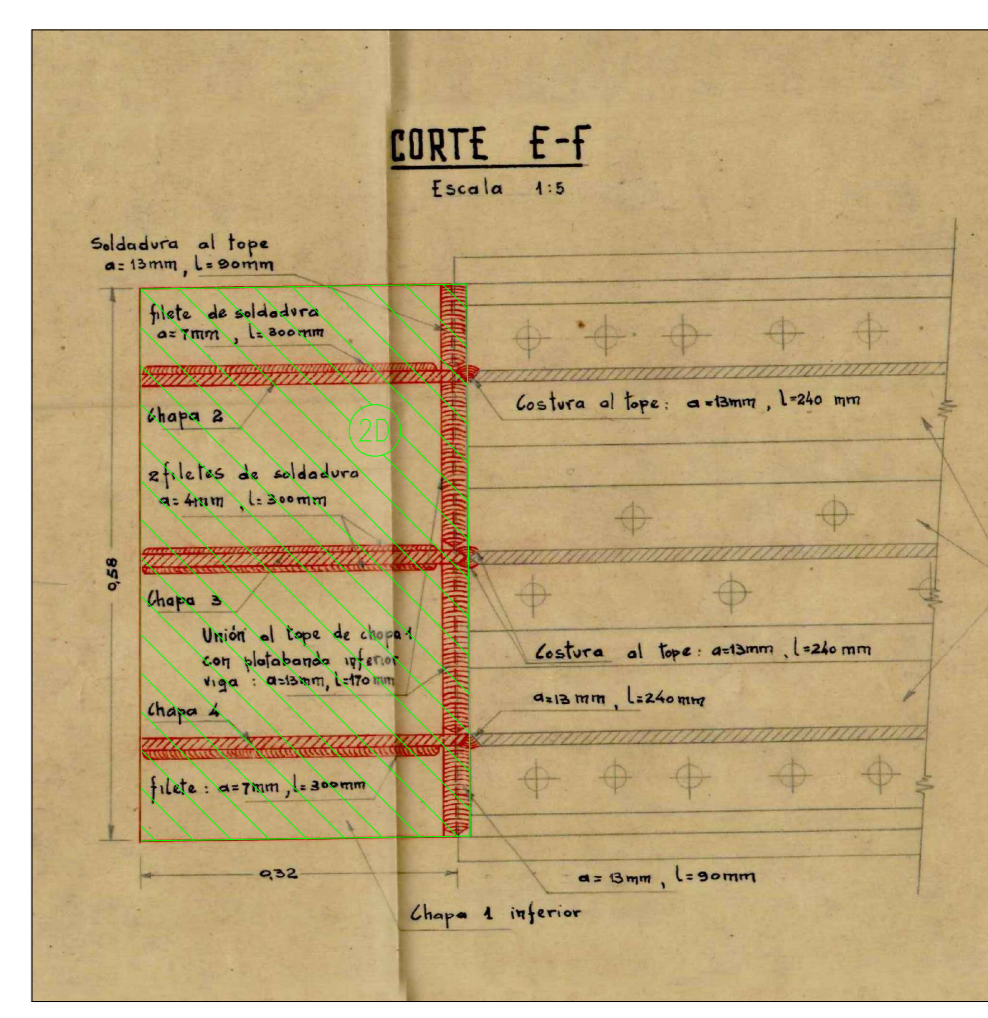 CORTE E-F
Escala 1:5
Soldadura al tope
a=13mm, l=90mm
filete de soldadura
a=7mm, l=300mm
Chapa 2
Costura al tope: a=13mm, l=240 mm
2D
2 filetes de soldadura
a=4mm, l=300mm
0,58
Chapa 3
Unión al tope de chapa 1
con platabanda inferior
viga: a=13mm, l=170mm
Costura al tope: a=13mm, l=240 mm
a=13 mm, l=240mm
Chapa 4
filete: a=7mm, l=300mm
0,32
a= 13mm, l=90mm
Chapa 1 inferior